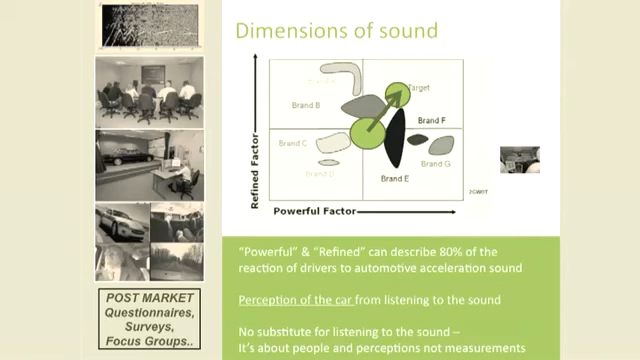 Dimensions of sound
Target
Brand B
Brand F
Brand C
Brand G
Brand E
Refined Factor
Powerful Factor
POST MARKET
Questionnaires,
Surveys,
Focus Groups..
"Powerful" & "Refined" can describe 80% of the
reaction of drivers to automotive acceleration sound
Perception of the car from listening to the sound
No substitute for listening to the sound –
It's about people and perceptions not measurements